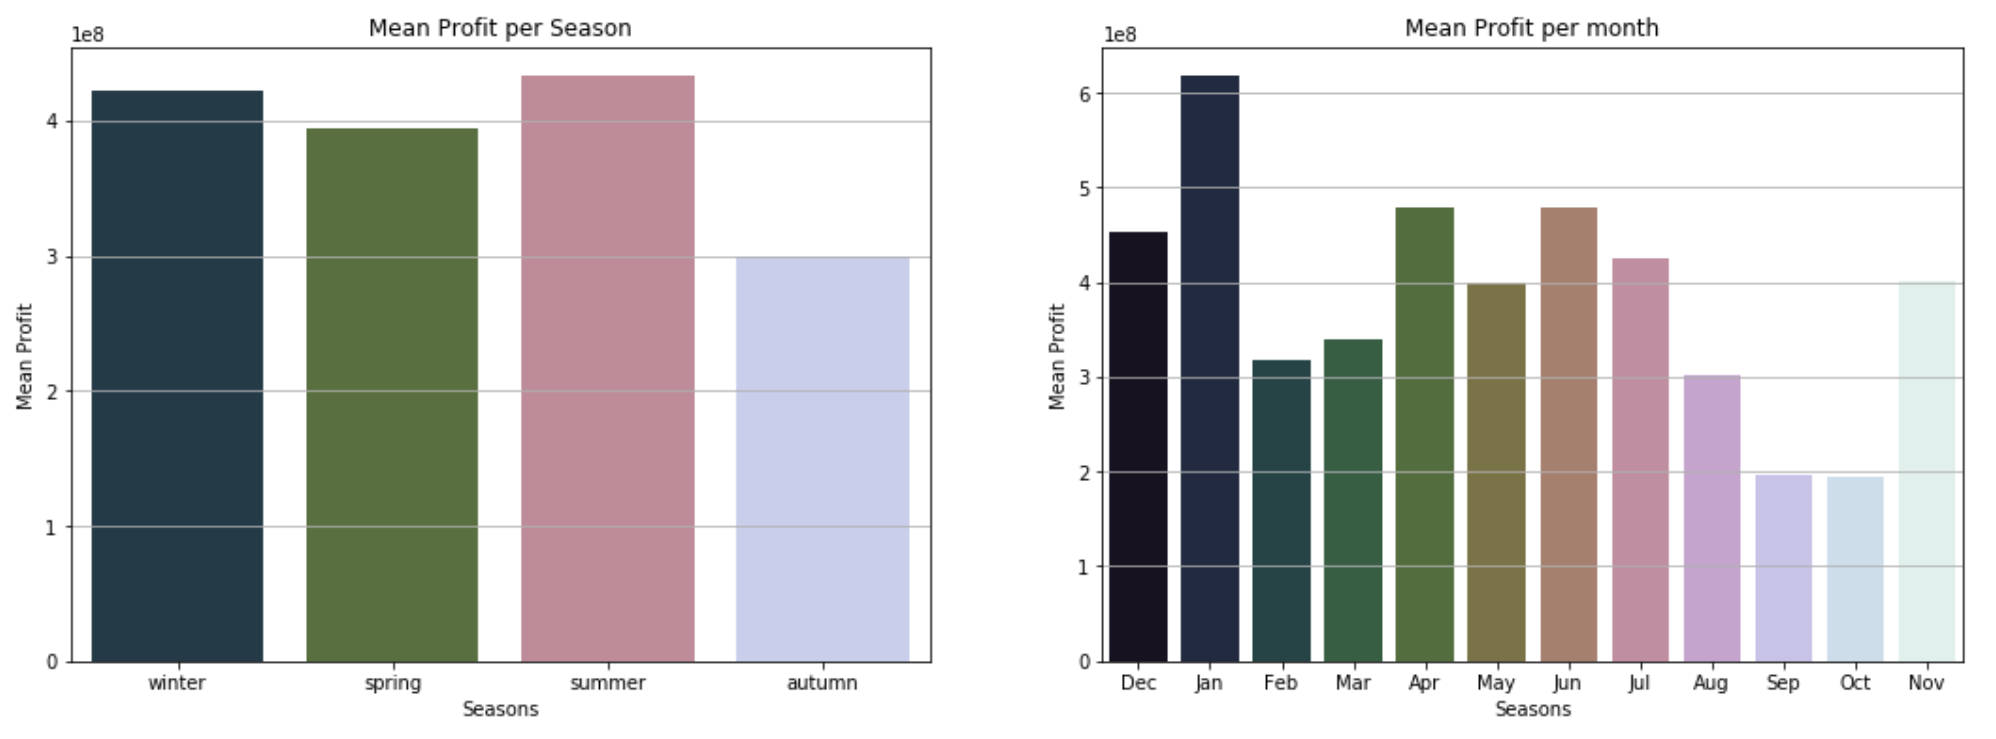 Mean Profit per Season
1e8
4
3
2
1
0
Mean Profit
winter spring summer autumn
Seasons
Mean Profit per month
1e8
6
5
4
3
2
1
0
Mean Profit
Dec Jan Feb Mar Apr May Jun Jul Aug Sep Oct Nov
Seasons